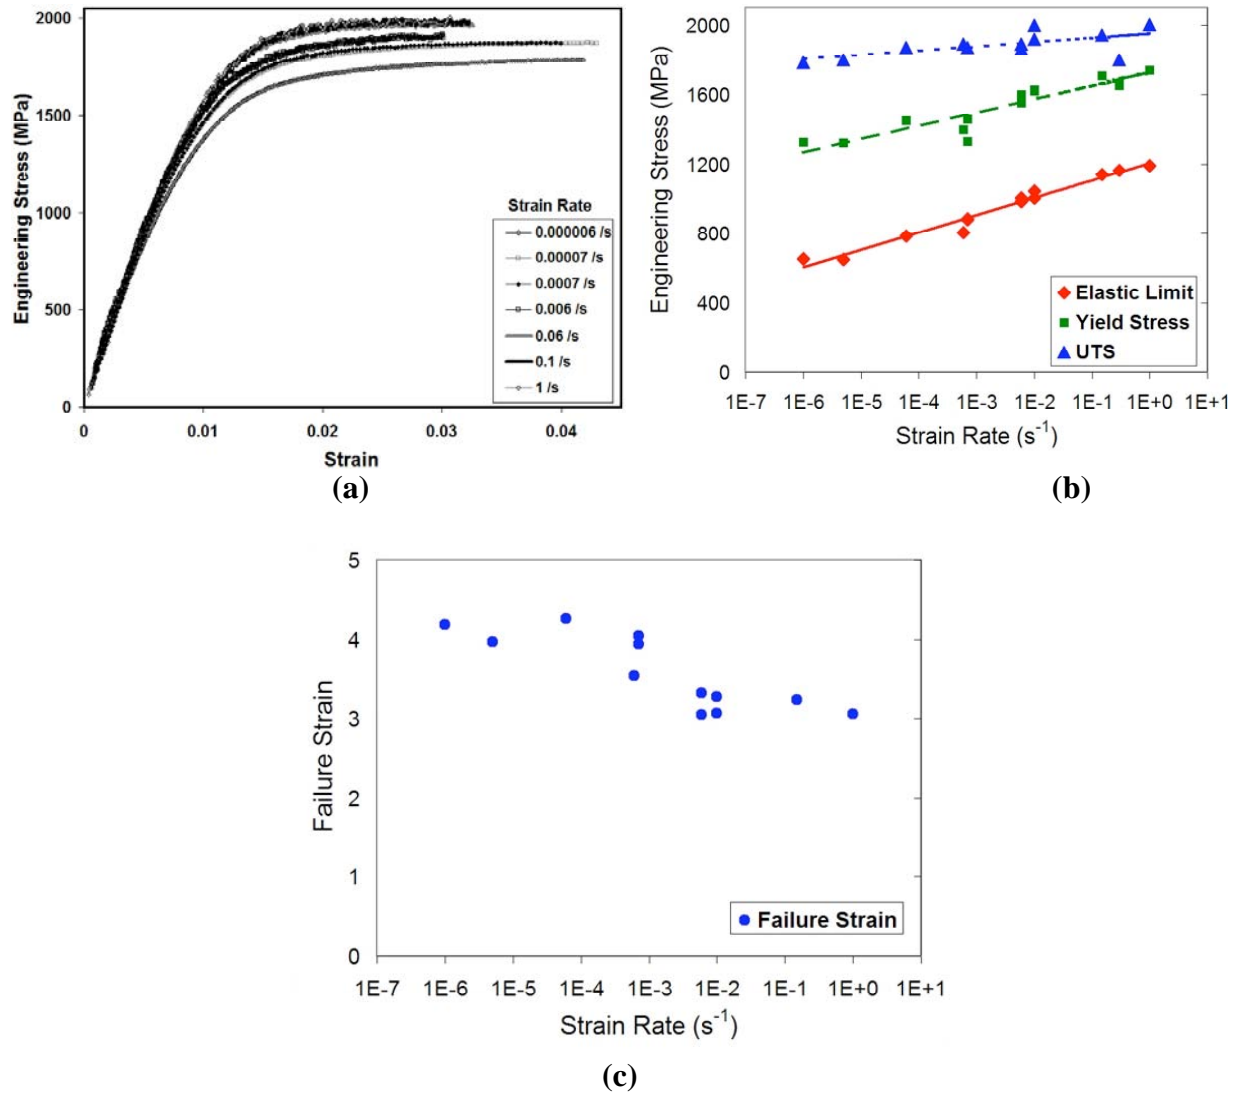 2000
1500
1000
500
0
Engineering Stress (MPa)
Strain Rate
0.000006 /s
0.00007 /s
0.0007 /s
0.006 /s
0.06 /s
0.1 /s
1 /s
0 0.01 0.02 0.03 0.04
Strain
(a)
2000
1600
1200
800
400
0
Engineering Stress (MPa)
Elastic Limit
Yield Stress
UTS
1E-7 1E-6 1E-5 1E-4 1E-3 1E-2 1E-1 1E+0 1E+1
Strain Rate (s⁻¹)
(b)
5
4
3
2
1
0
Failure Strain
Failure Strain
1E-7 1E-6 1E-5 1E-4 1E-3 1E-2 1E-1 1E+0 1E+1
Strain Rate (s⁻¹)
(c)